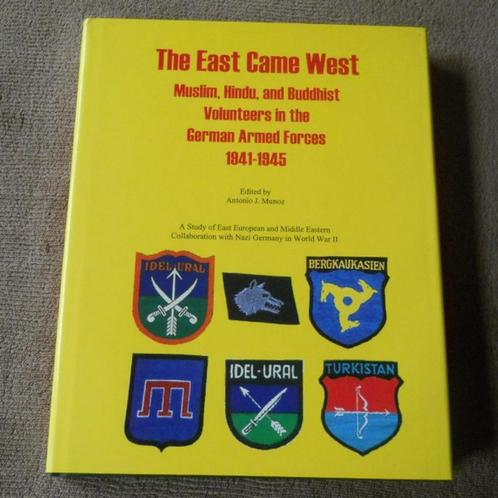 The East Came West
Muslim, Hindu, and Buddhist
Volunteers in the
German Armed Forces
1941-1945
Edited by
Antonio J. Munoz
A Study of East European and Middle Eastern
Collaboration with Nazi Germany in World War II
IDEL-URAL
BERGKAUKASIEN
IDEL-URAL
TURKISTAN